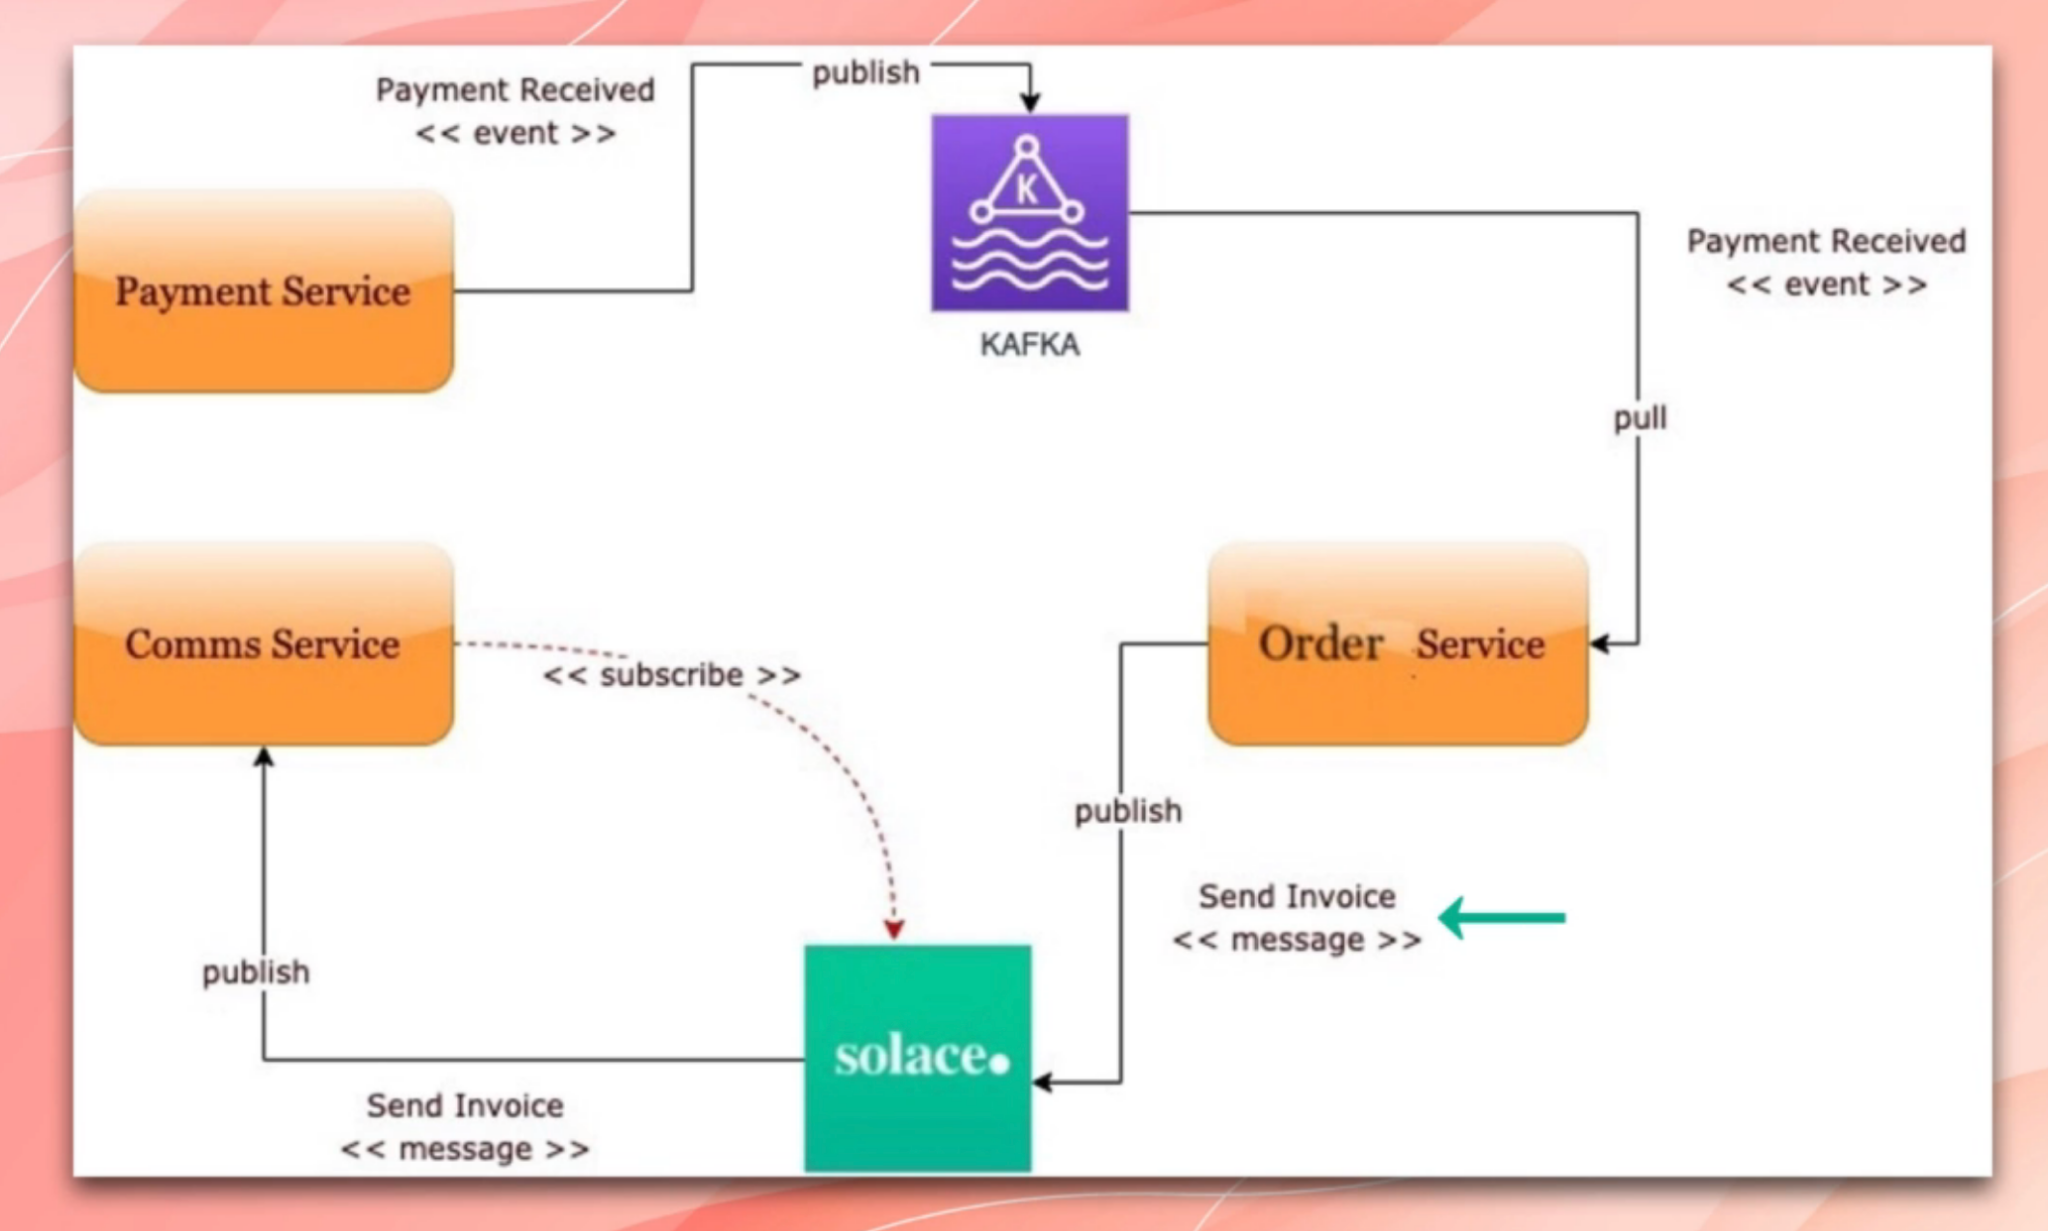 Payment Received
<< event >>
publish
K
KAFKA
Payment Service
Payment Received
<< event >>
pull
Comms Service
<< subscribe >>
Order Service
publish
Send Invoice
<< message >>
publish
solace.
Send Invoice
<< message >>